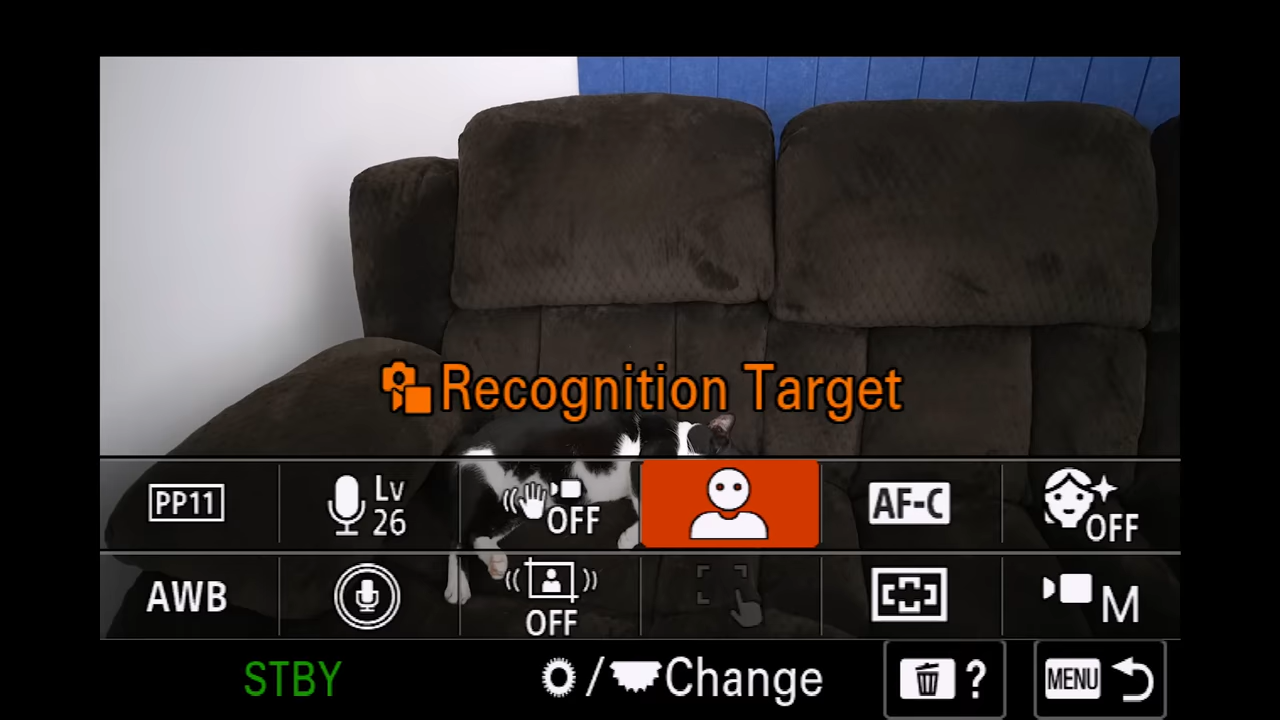 Recognition Target
PP11
Lv
26
OFF
AF-C
OFF
AWB
OFF
M
STBY
/
Change
?
MENU